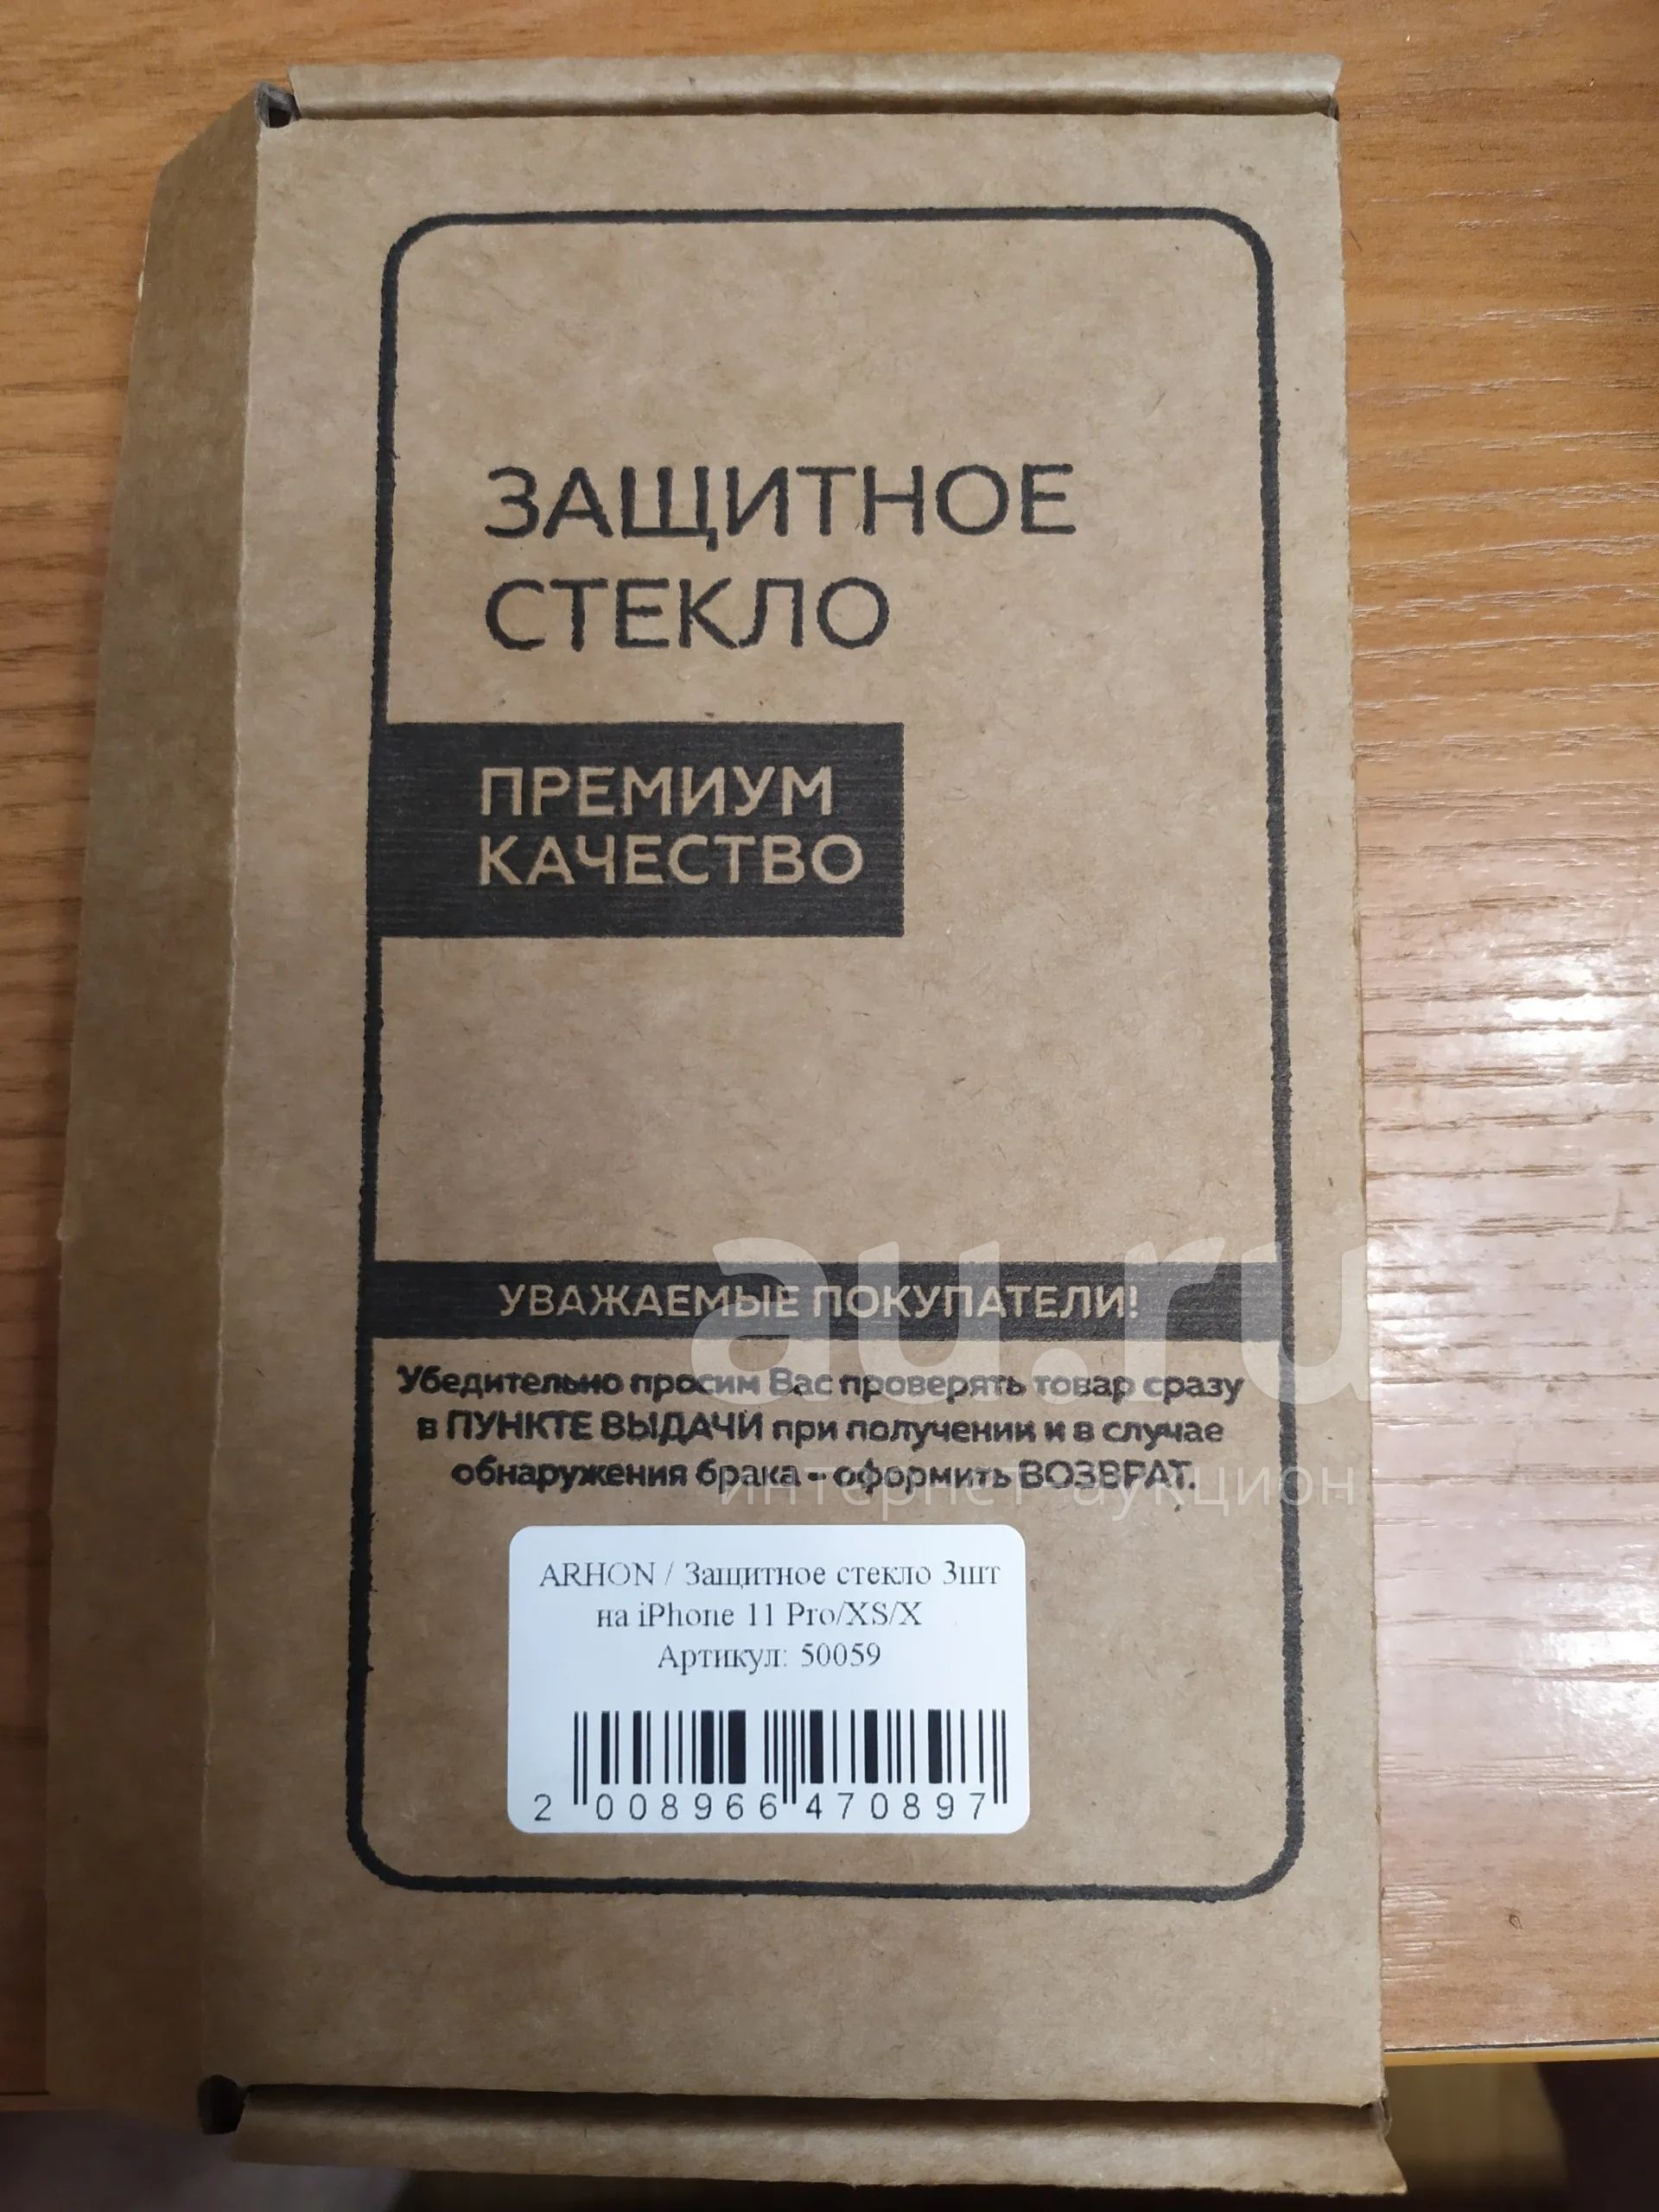 ЗАЩИТНОЕ
СТЕКЛО
ПРЕМИУМ
КАЧЕСТВО
УВАЖАЕМЫЕ ПОКУПАТЕЛИ!
Убедительно просим Вас проверять товар сразу
в ПУНКТЕ ВЫДАЧИ при получении и в случае
обнаружения брака - оформить ВОЗВРАТ.
au.ru
интернет-аукцион
ARHON / Защитное стекло 3шт
на iPhone 11 Pro/XS/X
Артикул: 50059
2 008966 470897